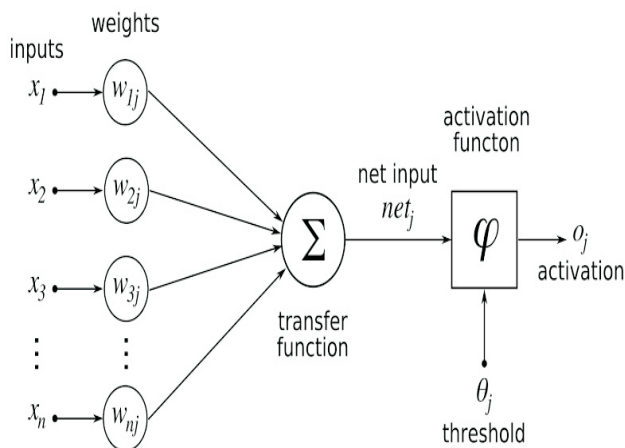 weights
inputs
x1
w1j
activation
functon
x2
w2j
net input
netj
Σ
φ
oj
activation
x3
w3j
transfer
function
⋮ ⋮
θj
xn
wnj
threshold